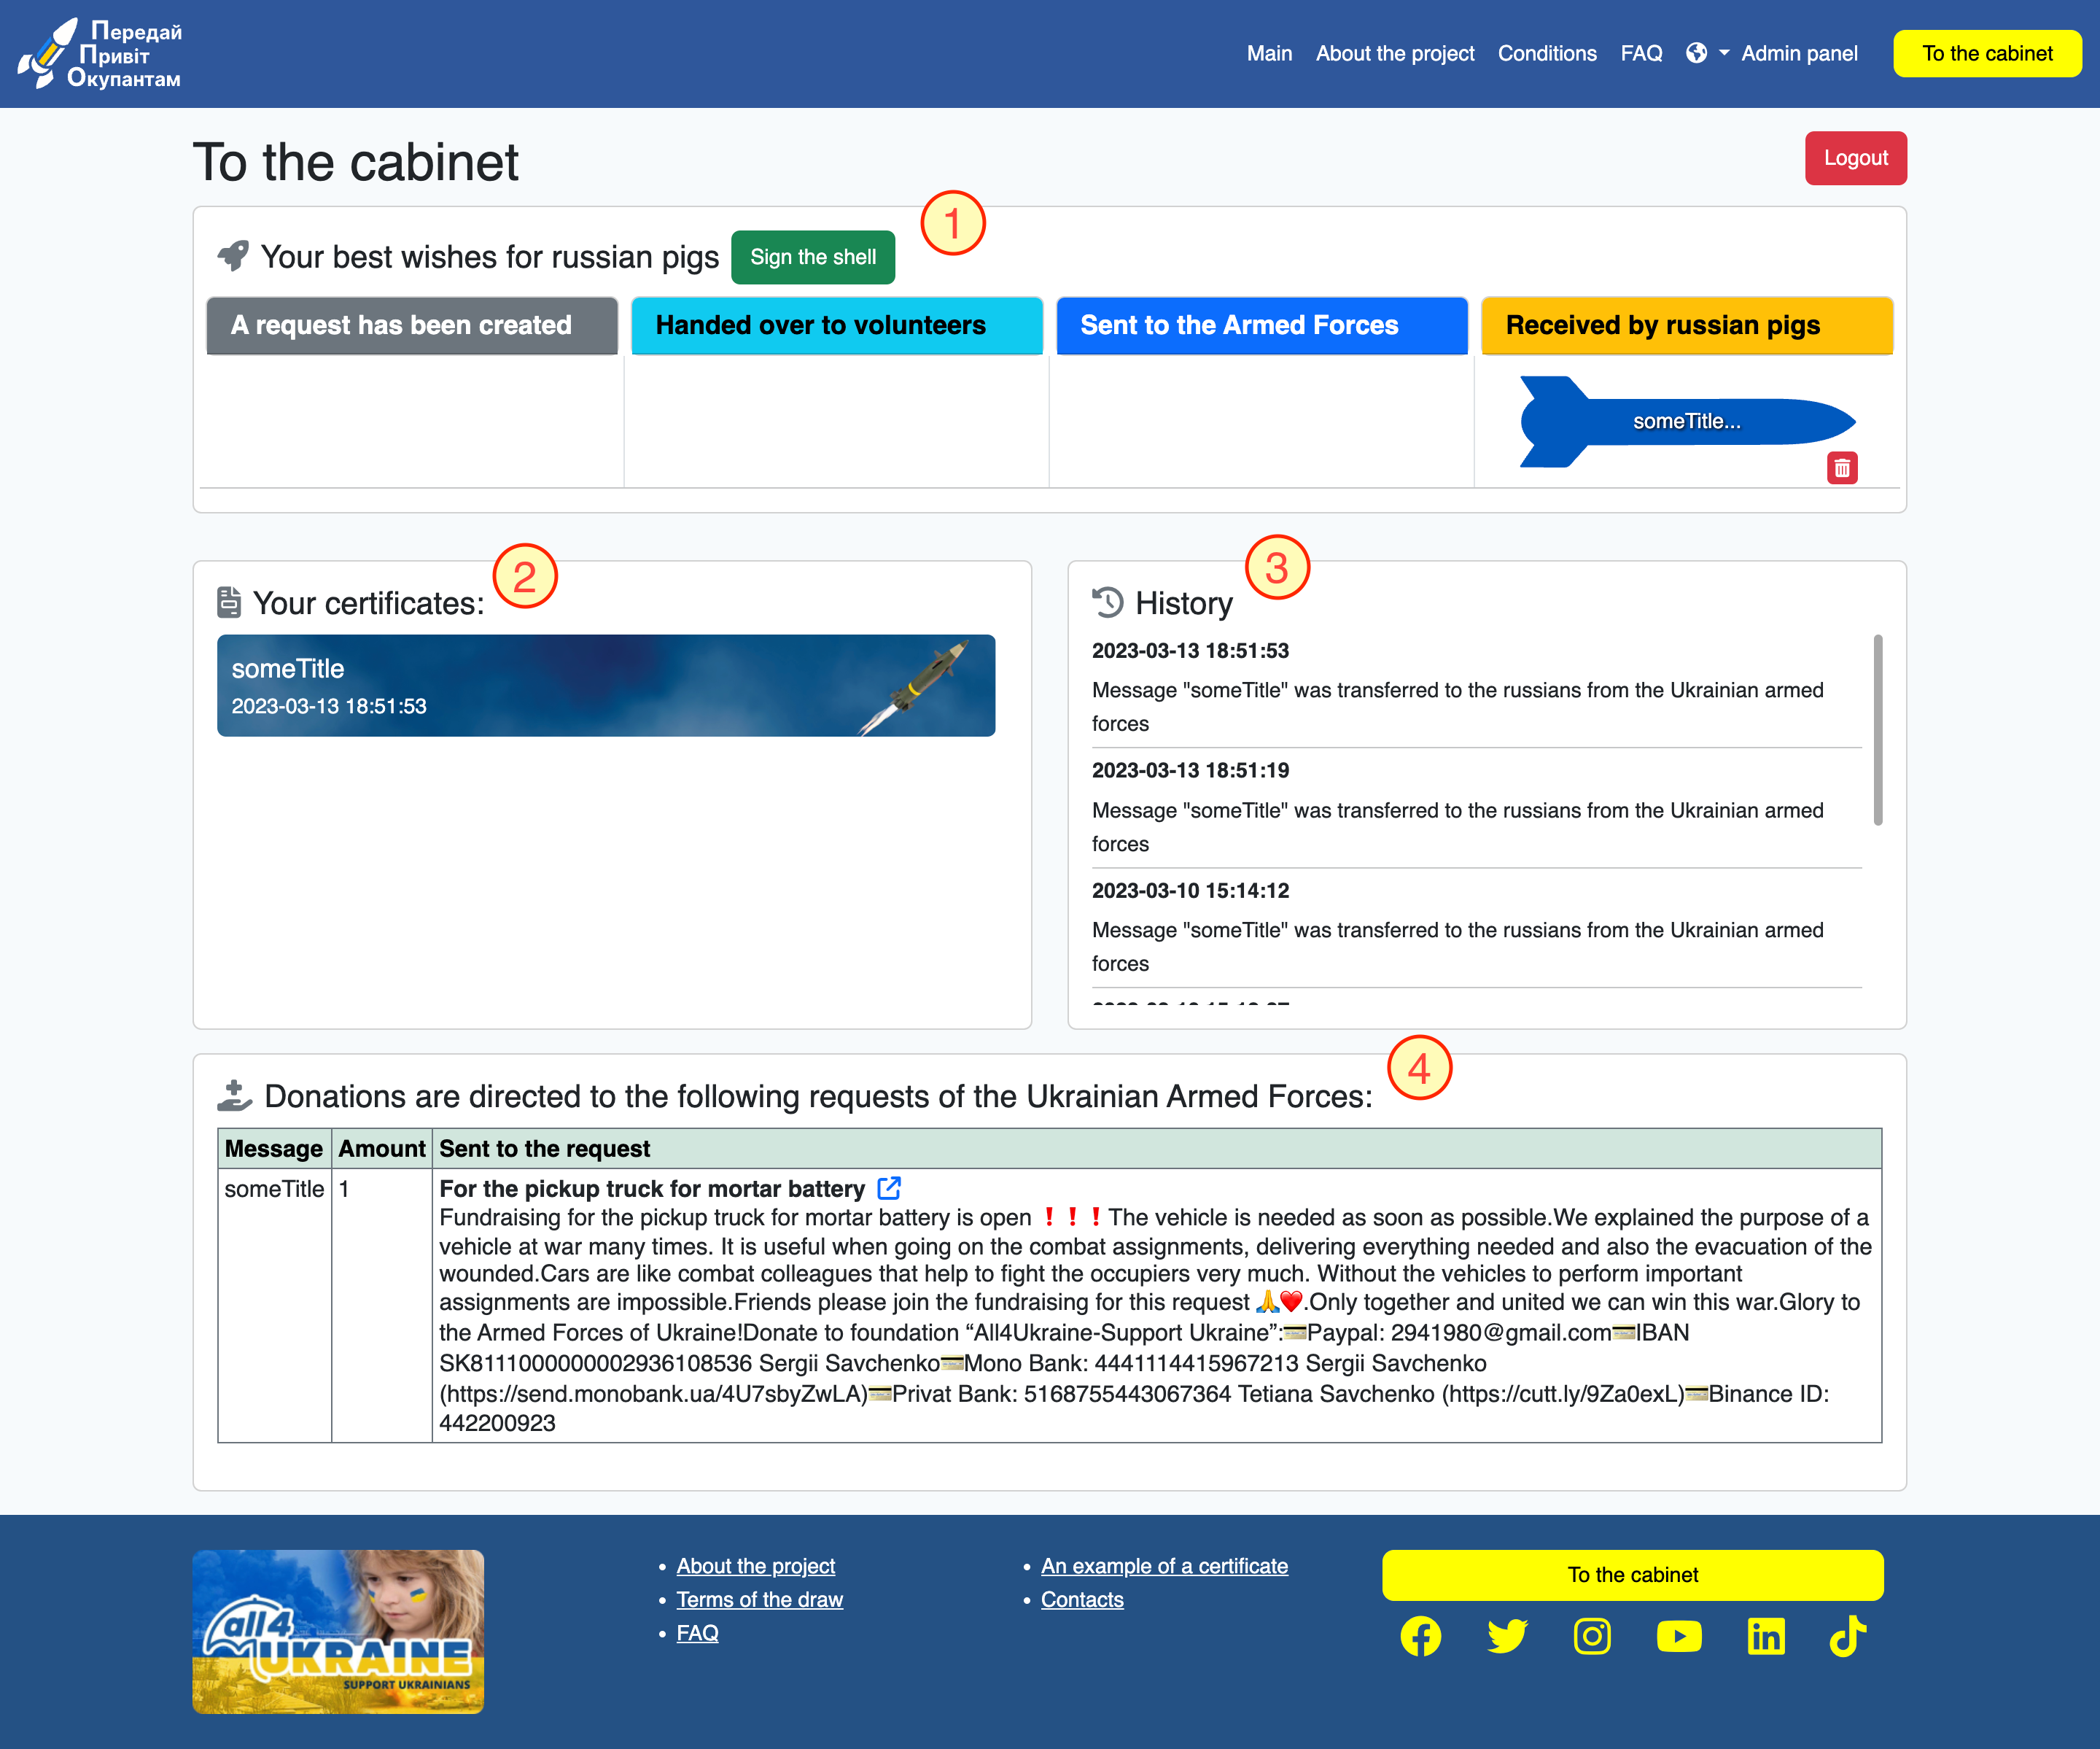 Передай
Привіт
Окупантам
Main About the project Conditions FAQ Admin panel To the cabinet
To the cabinet
Logout
1
Your best wishes for russian pigs Sign the shell
A request has been created Handed over to volunteers Sent to the Armed Forces Received by russian pigs
someTitle...
2
Your certificates:
someTitle
2023-03-13 18:51:53
3
History
2023-03-13 18:51:53
Message "someTitle" was transferred to the russians from the Ukrainian armed
forces
2023-03-13 18:51:19
Message "someTitle" was transferred to the russians from the Ukrainian armed
forces
2023-03-10 15:14:12
Message "someTitle" was transferred to the russians from the Ukrainian armed
forces
4
Donations are directed to the following requests of the Ukrainian Armed Forces:
Message Amount Sent to the request
someTitle 1 For the pickup truck for mortar battery
Fundraising for the pickup truck for mortar battery is open ❗❗❗The vehicle is needed as soon as possible.We explained the purpose of a
vehicle at war many times. It is useful when going on the combat assignments, delivering everything needed and also the evacuation of the
wounded.Cars are like combat colleagues that help to fight the occupiers very much. Without the vehicles to perform important
assignments are impossible.Friends please join the fundraising for this request🙏❤️.Only together and united we can win this war.Glory to
the Armed Forces of Ukraine!Donate to foundation “All4Ukraine-Support Ukraine”:💳Paypal: 2941980@gmail.com💳IBAN
SK8111000000002936108536 Sergii Savchenko💳Mono Bank: 4441114415967213 Sergii Savchenko
(https://send.monobank.ua/4U7sbyZwLA)💳Privat Bank: 5168755443067364 Tetiana Savchenko (https://cutt.ly/9Za0exL)💳Binance ID:
442200923
all4
UKRAINE
SUPPORT UKRAINIANS
About the project
Terms of the draw
FAQ
An example of a certificate
Contacts
To the cabinet